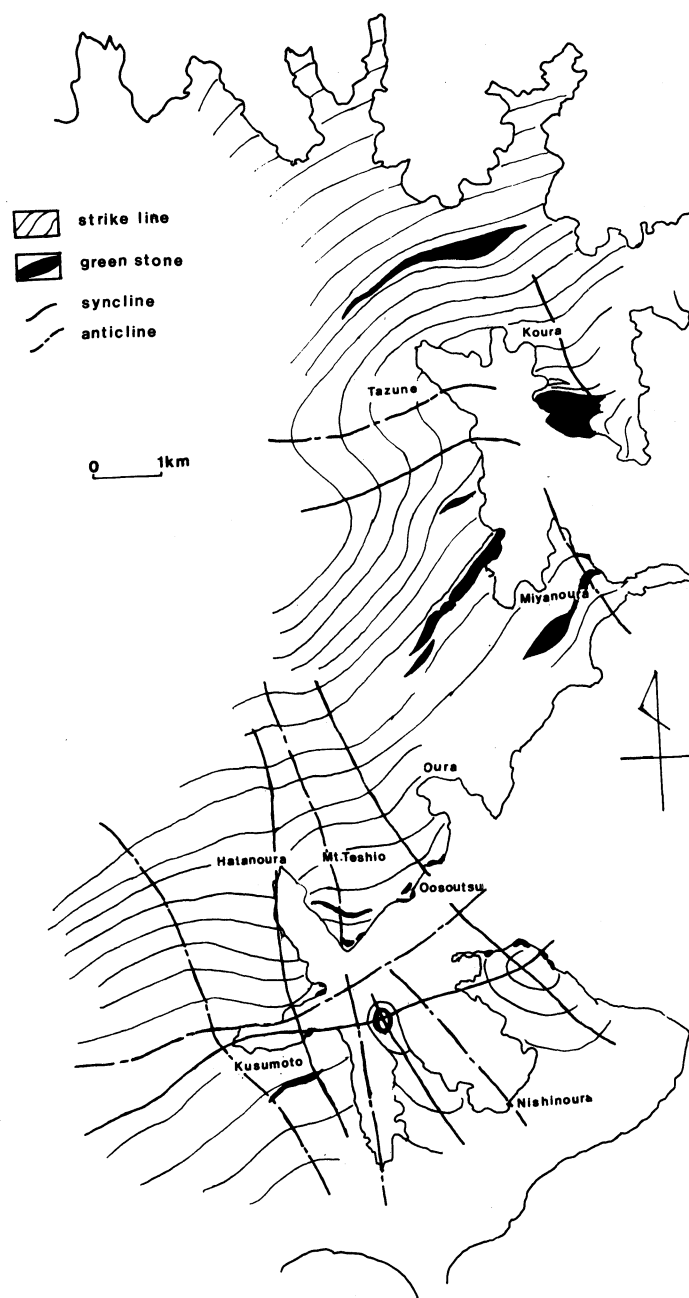 strike line
green stone
syncline
anticline
0 1km
Koura
Tazune
Miyanoura
Oura
Hatanoura
Mt.Teshio
Oosoutsu
Kusumoto
Nishinoura